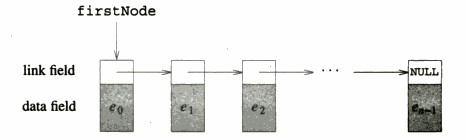 firstNode
link field ... NULL
data field e0 e1 e2 en-1